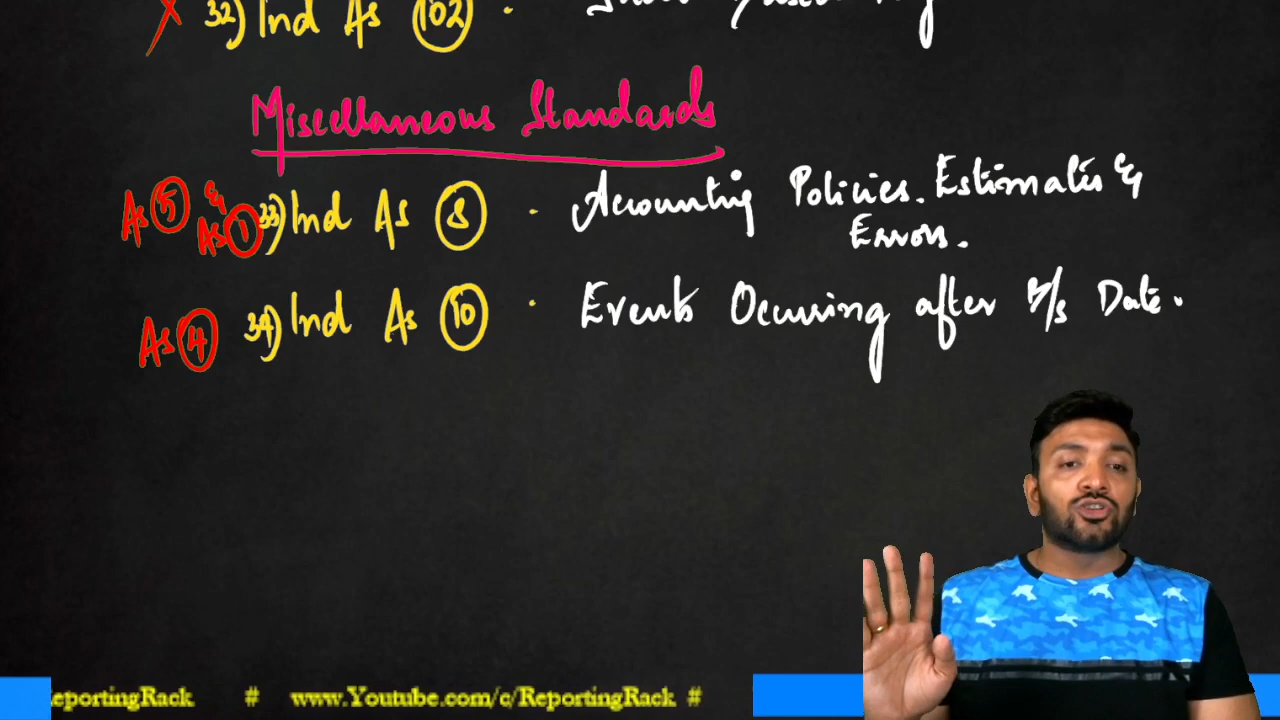 32) Ind As 102 .
Miscellaneous Standards
As 5 & As 1 33) Ind As 8 . Accounting Policies. Estimates &
Errors.
As 4 34) Ind As 10 . Events Occurring after B/s Date.
ReportingRack # www.Youtube.com/c/ReportingRack #